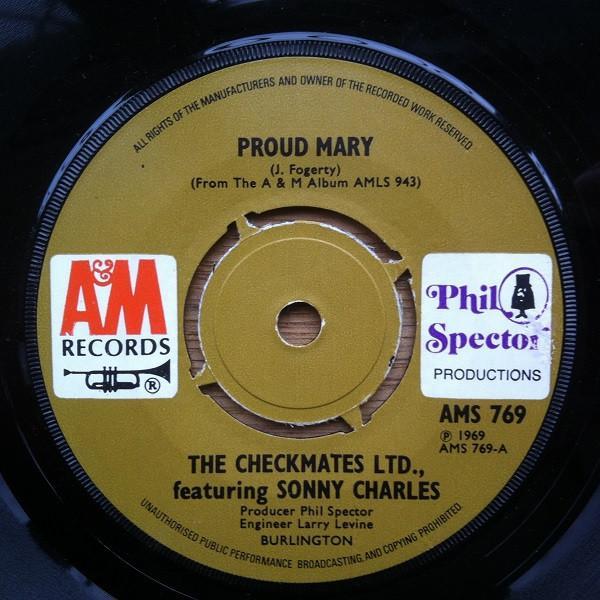 ALL RIGHTS OF THE MANUFACTURERS AND OWNER OF THE RECORDED WORK RESERVED
PROUD MARY
(J. Fogerty)
(From The A & M Album AMLS 943)
A&M
RECORDS
®
Phil
Spector
PRODUCTIONS
AMS 769
℗ 1969
AMS 769-A
THE CHECKMATES LTD.,
featuring SONNY CHARLES
Producer Phil Spector
Engineer Larry Levine
BURLINGTON
UNAUTHORISED PUBLIC PERFORMANCE BROADCASTING, AND COPYING PROHIBITED